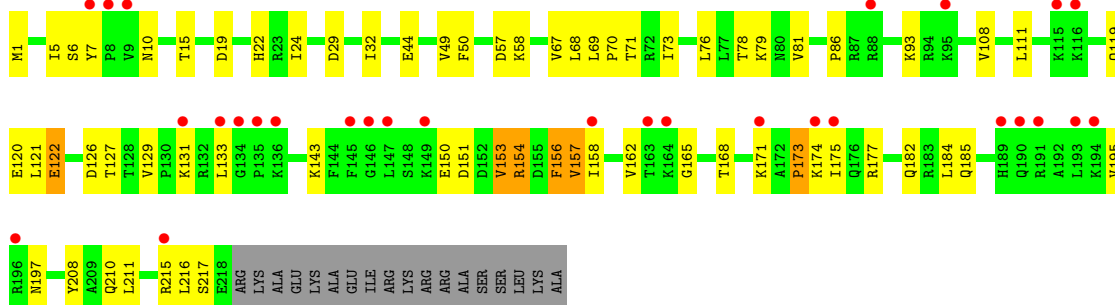 M1 I5 S6 Y7 P8 V9 N10 T15 D19 H22 R23 I24 D29 I32 E44 V49 F50 D57 K58 V67 L68 L69 P70 T71 R72 I73 L76 L77 T78 K79 N80 V81 P86 R87 R88 K93 R94 K95 V108 L111 K115 K116
E120 L121 E122 D126 T127 T128 V129 P130 K131 R132 L133 G134 P135 K136 K143 F144 F145 G146 L147 S148 K149 E150 D151 D152 V153 R154 D155 F156 V157 I158 V162 T163 K164 G165 T168 K171 A172 P173 K174 I175 Q176 R177 Q182 R183 L184 Q185 H189 Q190 R191 A192 L193 K194
R196 N197 Y208 A209 Q210 L211 R215 L216 S217 E218 ARG LYS ALA GLU LYS ALA GLU ILE ARG LYS ARG ARG ALA SER SER LEU LYS ALA